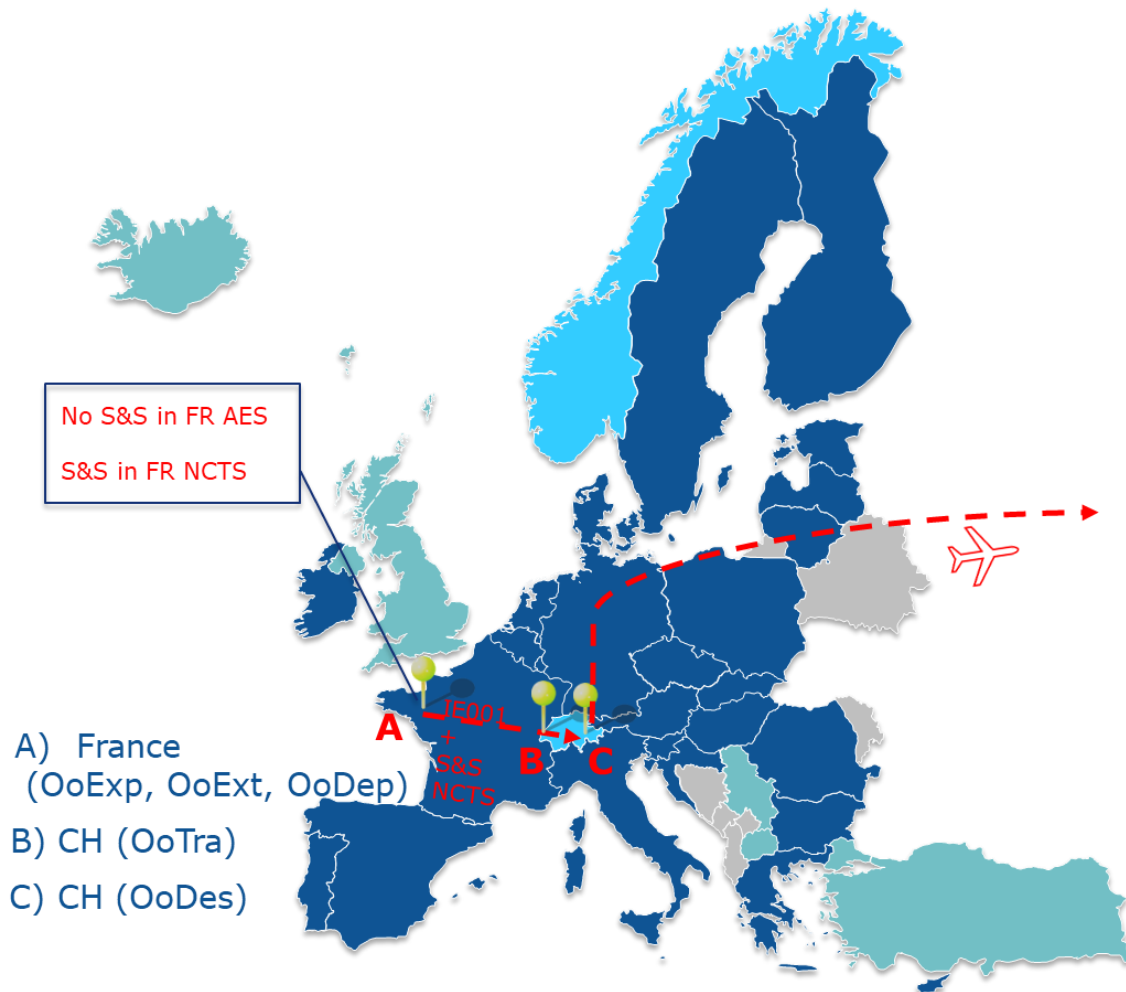 No S&S in FR AES
S&S in FR NCTS
A
IE001
+
S&S
NCTS
B
C
A) France
(OoExp, OoExt, OoDep)
B) CH (OoTra)
C) CH (OoDes)